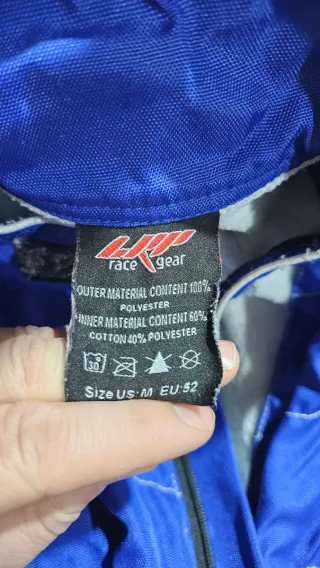 LRP
race gear
OUTER MATERIAL CONTENT 100%
POLYESTER
INNER MATERIAL CONTENT 60%
COTTON 40% POLYESTER
30
Size US: M EU: 52